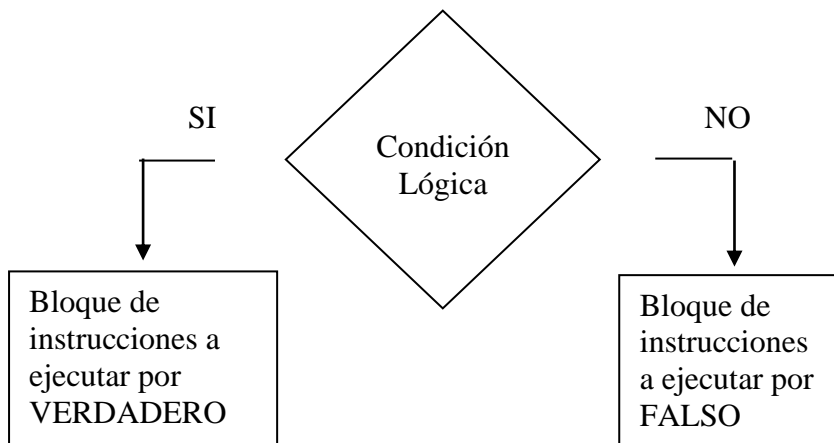 SI
NO
Condición
Lógica
Bloque de
instrucciones a
ejecutar por
VERDADERO
Bloque de
instrucciones
a ejecutar por
FALSO